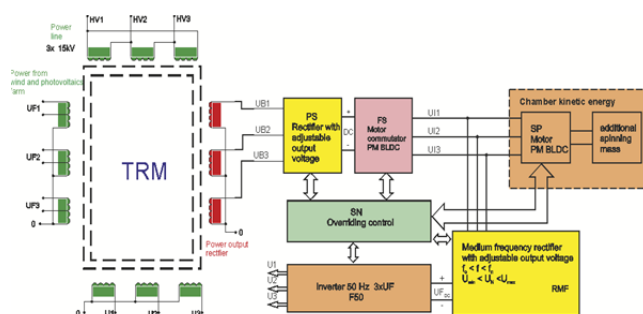 HV1 HV2 HV3
Power
line
3x 15kV
Power from
wind and photovoltaics
farm
UF1
UF2
UF3
0
TRM
UB1
UB2
UB3
0
Power output
rectifier
PS
Rectifier with
adjustable
output
voltage
+
DC
-
FS
Motor
commutator
PM BLDC
UI1
UI2
UI3
Chamber kinetic energy
SP
Motor
PM BLDC
additional
spinning
mass
SN
Overriding control
Medium frequency rectifier
with adjustable output voltage
RMF
U1
U2
U3
Inverter 50 Hz 3xUF
F50
+
UF DC
-
0